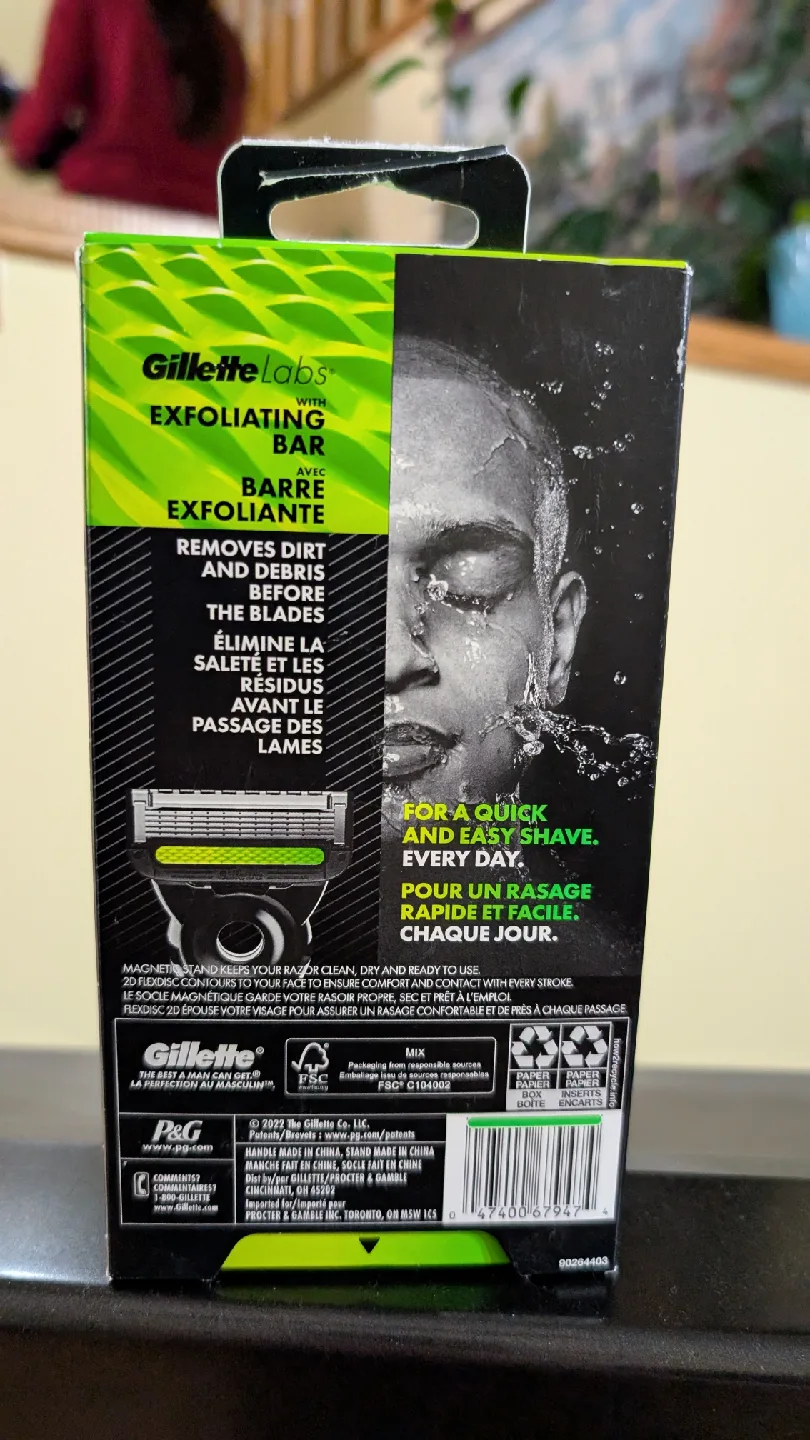 GilletteLabs®
WITH
EXFOLIATING
BAR
AVEC
BARRE
EXFOLIANTE
REMOVES DIRT
AND DEBRIS
BEFORE
THE BLADES
ÉLIMINE LA
SALETÉ ET LES
RÉSIDUS
AVANT LE
PASSAGE DES
LAMES
Gillette
FOR A QUICK
AND EASY SHAVE.
EVERY DAY.
POUR UN RASAGE
RAPIDE ET FACILE.
CHAQUE JOUR.
MAGNETIC STAND KEEPS YOUR RAZOR CLEAN, DRY AND READY TO USE.
2D FLEXDISC CONTOURS TO YOUR FACE TO ENSURE COMFORT AND CONTACT WITH EVERY STROKE.
LE SOCLE MAGNÉTIQUE GARDE VOTRE RASOIR PROPRE, SEC ET PRÊT À L'EMPLOI.
FLEXDISC 2D ÉPOUSE VOTRE VISAGE POUR ASSURER UN RASAGE CONFORTABLE ET DE PRÈS À CHAQUE PASSAGE
Gillette®
THE BEST A MAN CAN GET.®
LA PERFECTION AU MASCULIN™.
FSC
MIX
Packaging from responsible sources
Emballage issu de sources responsables
FSC® C104002
PAPER
PAPIER
BOX
BOÎTE
PAPER
PAPIER
INSERTS
ENCARTS
how2recycle.info
P&G
www.pg.com
COMMENTS?
COMMENTAIRES?
1-800-GILLETTE
www.Gillette.com
© 2022 The Gillette Co. LLC.
Patents/Brevets : www.pg.com/patents
HANDLE MADE IN CHINA, STAND MADE IN CHINA
MANCHE FAIT EN CHINE, SOCLE FAIT EN CHINE
Dist by/par GILLETTE/PROCTER & GAMBLE
CINCINNATI, OH 45202
Imported for/Importé pour
PROCTER & GAMBLE INC. TORONTO, ON M5W 1C5
0 47400 67947 4
90264403